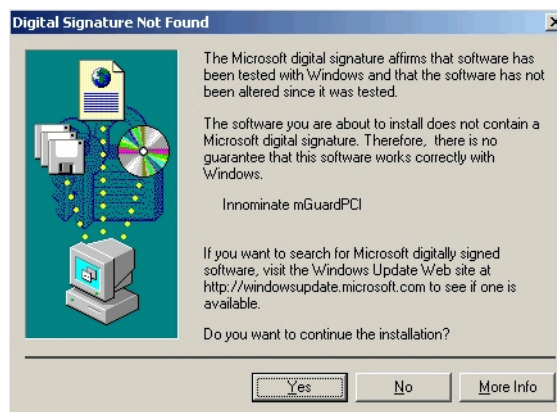 Digital Signature Not Found
The Microsoft digital signature affirms that software has
been tested with Windows and that the software has not
been altered since it was tested.
The software you are about to install does not contain a
Microsoft digital signature. Therefore, there is no
guarantee that this software works correctly with
Windows.
Innominate mGuardPCI
If you want to search for Microsoft digitally signed
software, visit the Windows Update Web site at
http://windowsupdate.microsoft.com to see if one is
available.
Do you want to continue the installation?
Yes No More Info